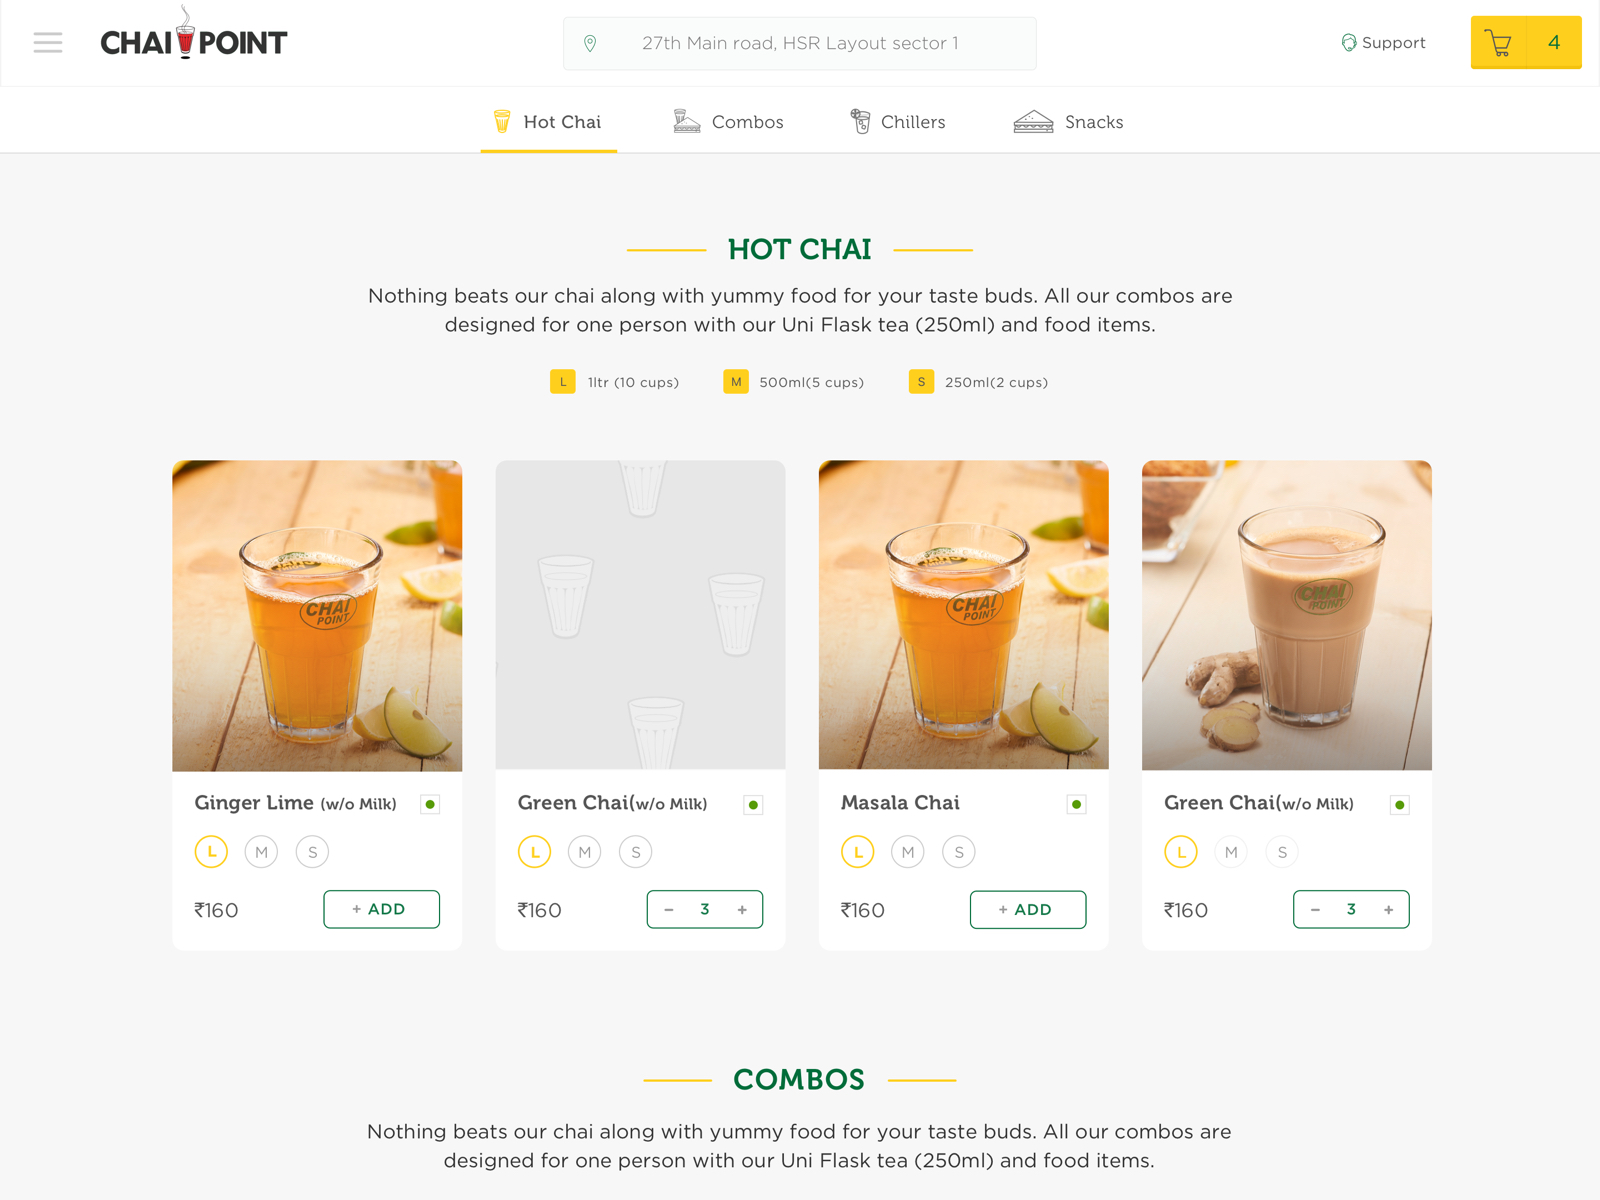 CHAI POINT
27th Main road, HSR Layout sector 1
Support
4
Hot Chai
Combos
Chillers
Snacks
HOT CHAI
Nothing beats our chai along with yummy food for your taste buds. All our combos are
designed for one person with our Uni Flask tea (250ml) and food items.
L 1ltr (10 cups)
M 500ml(5 cups)
S 250ml(2 cups)
CHAI
POINT
CHAI
POINT
CHAI
POINT
Ginger Lime (w/o Milk)
L M S
₹160
+ ADD
Green Chai(w/o Milk)
L M S
₹160
− 3 +
Masala Chai
L M S
₹160
+ ADD
Green Chai(w/o Milk)
L M S
₹160
− 3 +
COMBOS
Nothing beats our chai along with yummy food for your taste buds. All our combos are
designed for one person with our Uni Flask tea (250ml) and food items.